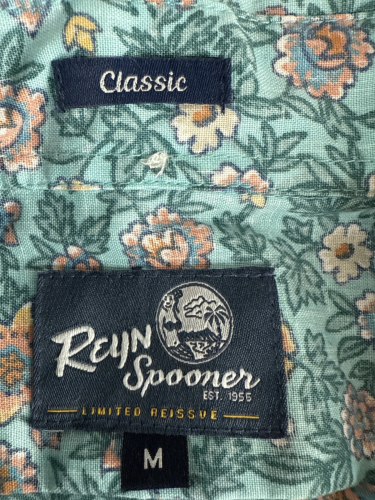 Classic
REYN
Spooner
EST. 1956
LIMITED REISSUE
M